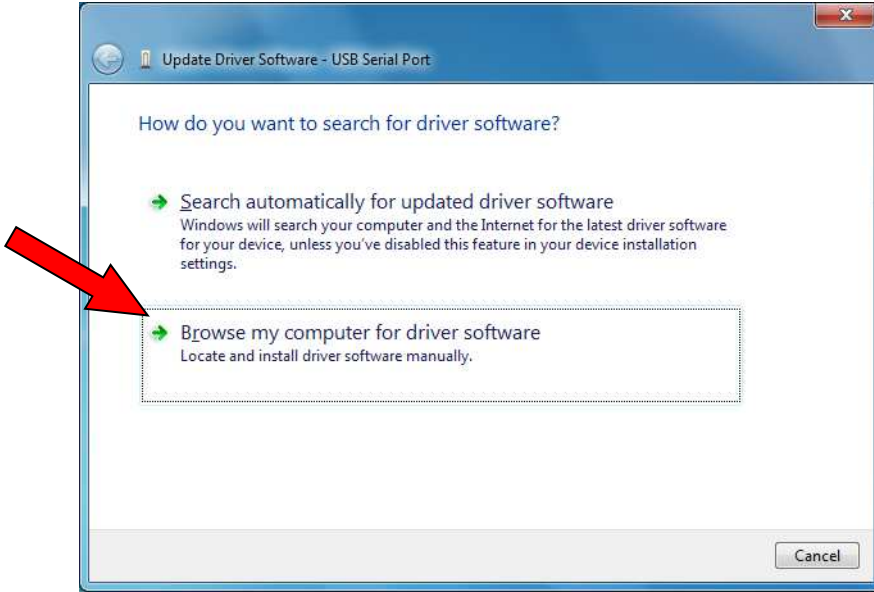 Update Driver Software - USB Serial Port
How do you want to search for driver software?
Search automatically for updated driver software
Windows will search your computer and the Internet for the latest driver software
for your device, unless you've disabled this feature in your device installation
settings.
Browse my computer for driver software
Locate and install driver software manually.
Cancel